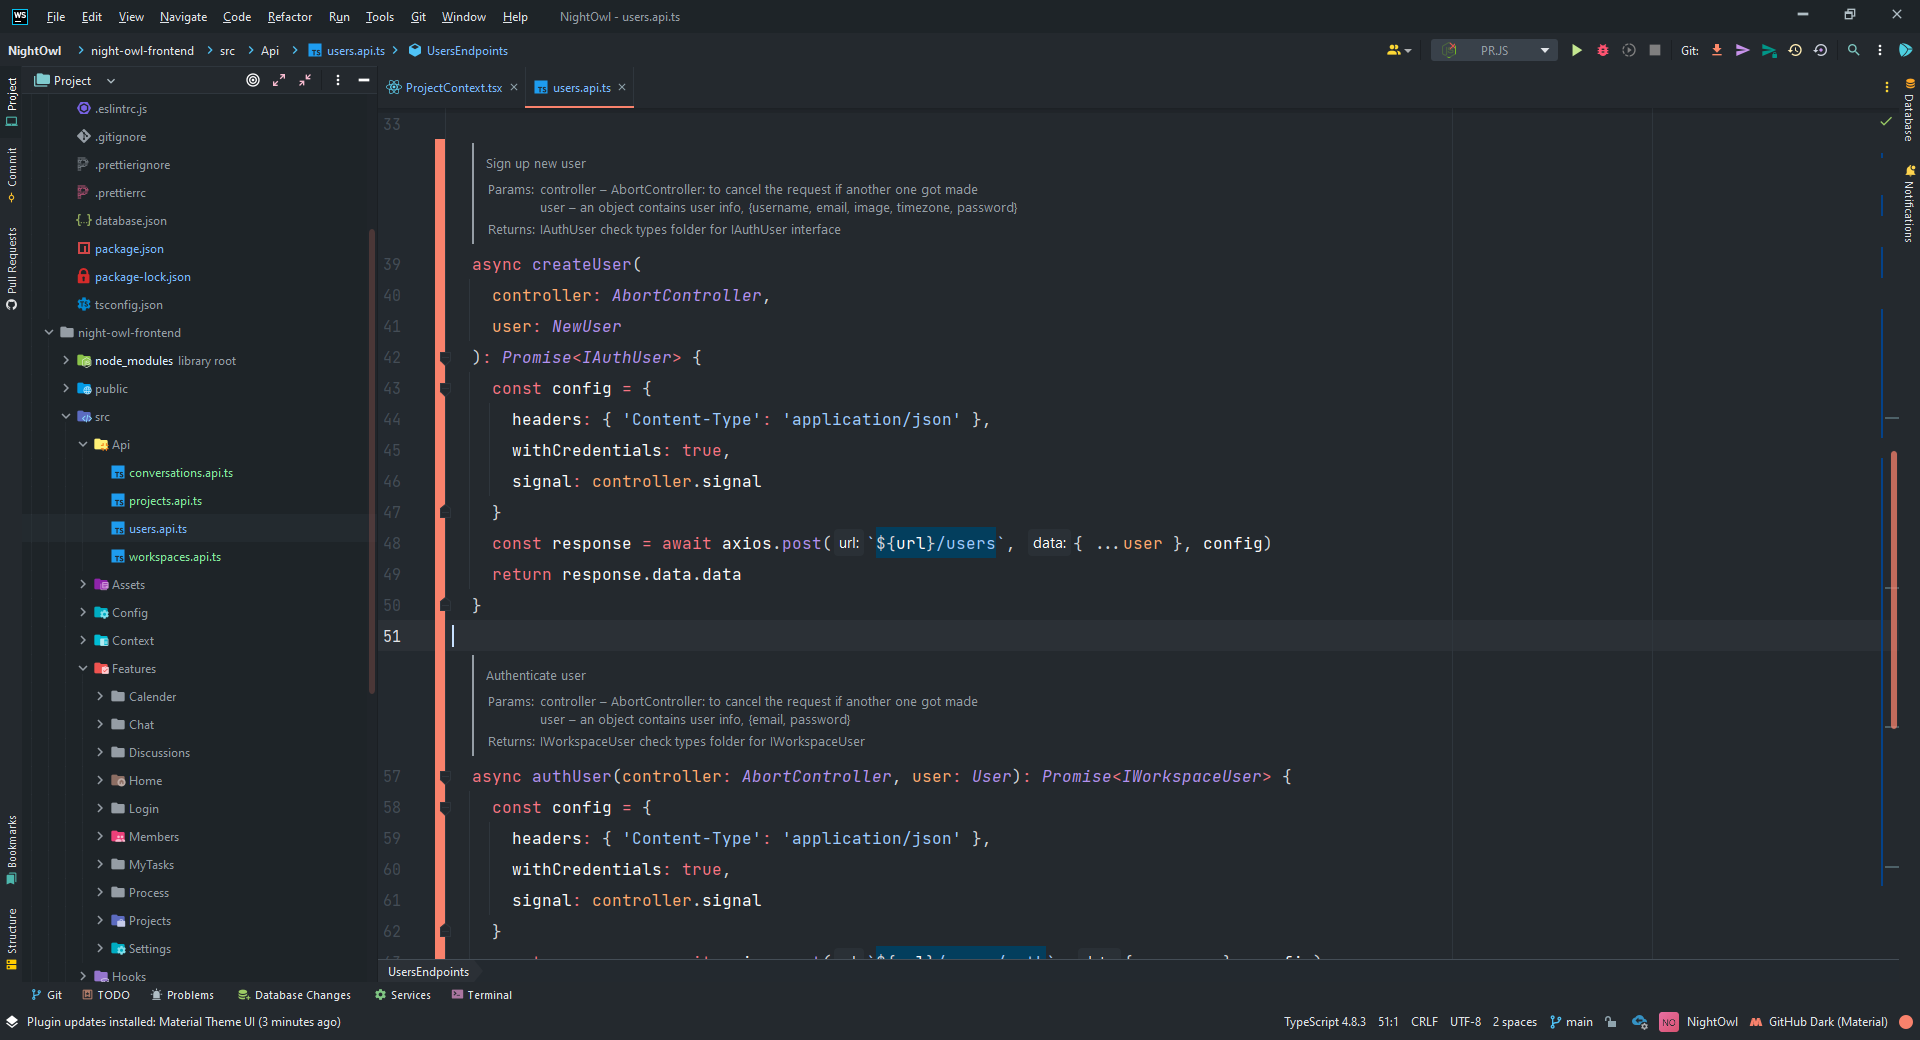 WS File Edit View Navigate Code Refactor Run Tools Git Window Help NightOwl - users.api.ts
NightOwl night-owl-frontend src Api TS users.api.ts UsersEndpoints PR.JS Git:
Project
ProjectContext.tsx TS users.api.ts
Project
Commit
Pull Requests
Bookmarks
Structure
.eslintrc.js
.gitignore
.prettierignore
.prettierrc
{..} database.json
package.json
package-lock.json
tsconfig.json
night-owl-frontend
node_modules library root
public
src
Api
TS conversations.api.ts
TS projects.api.ts
TS users.api.ts
TS workspaces.api.ts
Assets
Config
Context
Features
Calender
Chat
Discussions
Home
Login
Members
MyTasks
Process
Projects
Settings
Hooks
33
Sign up new user
Params: controller – AbortController: to cancel the request if another one got made
user – an object contains user info, {username, email, image, timezone, password}
Returns: IAuthUser check types folder for IAuthUser interface
39 async createUser(
40 controller: AbortController,
41 user: NewUser
42 ): Promise<IAuthUser> {
43 const config = {
44 headers: { 'Content-Type': 'application/json' },
45 withCredentials: true,
46 signal: controller.signal
47 }
48 const response = await axios.post( url: `${url}/users`, data: { ...user }, config)
49 return response.data.data
50 }
51
Authenticate user
Params: controller – AbortController: to cancel the request if another one got made
user – an object contains user info, {email, password}
Returns: IWorkspaceUser check types folder for IWorkspaceUser
57 async authUser(controller: AbortController, user: User): Promise<IWorkspaceUser> {
58 const config = {
59 headers: { 'Content-Type': 'application/json' },
60 withCredentials: true,
61 signal: controller.signal
62 }
UsersEndpoints
Database
Notifications
Git TODO Problems Database Changes Services Terminal
Plugin updates installed: Material Theme UI (3 minutes ago) TypeScript 4.8.3 51:1 CRLF UTF-8 2 spaces main NO NightOwl GitHub Dark (Material)